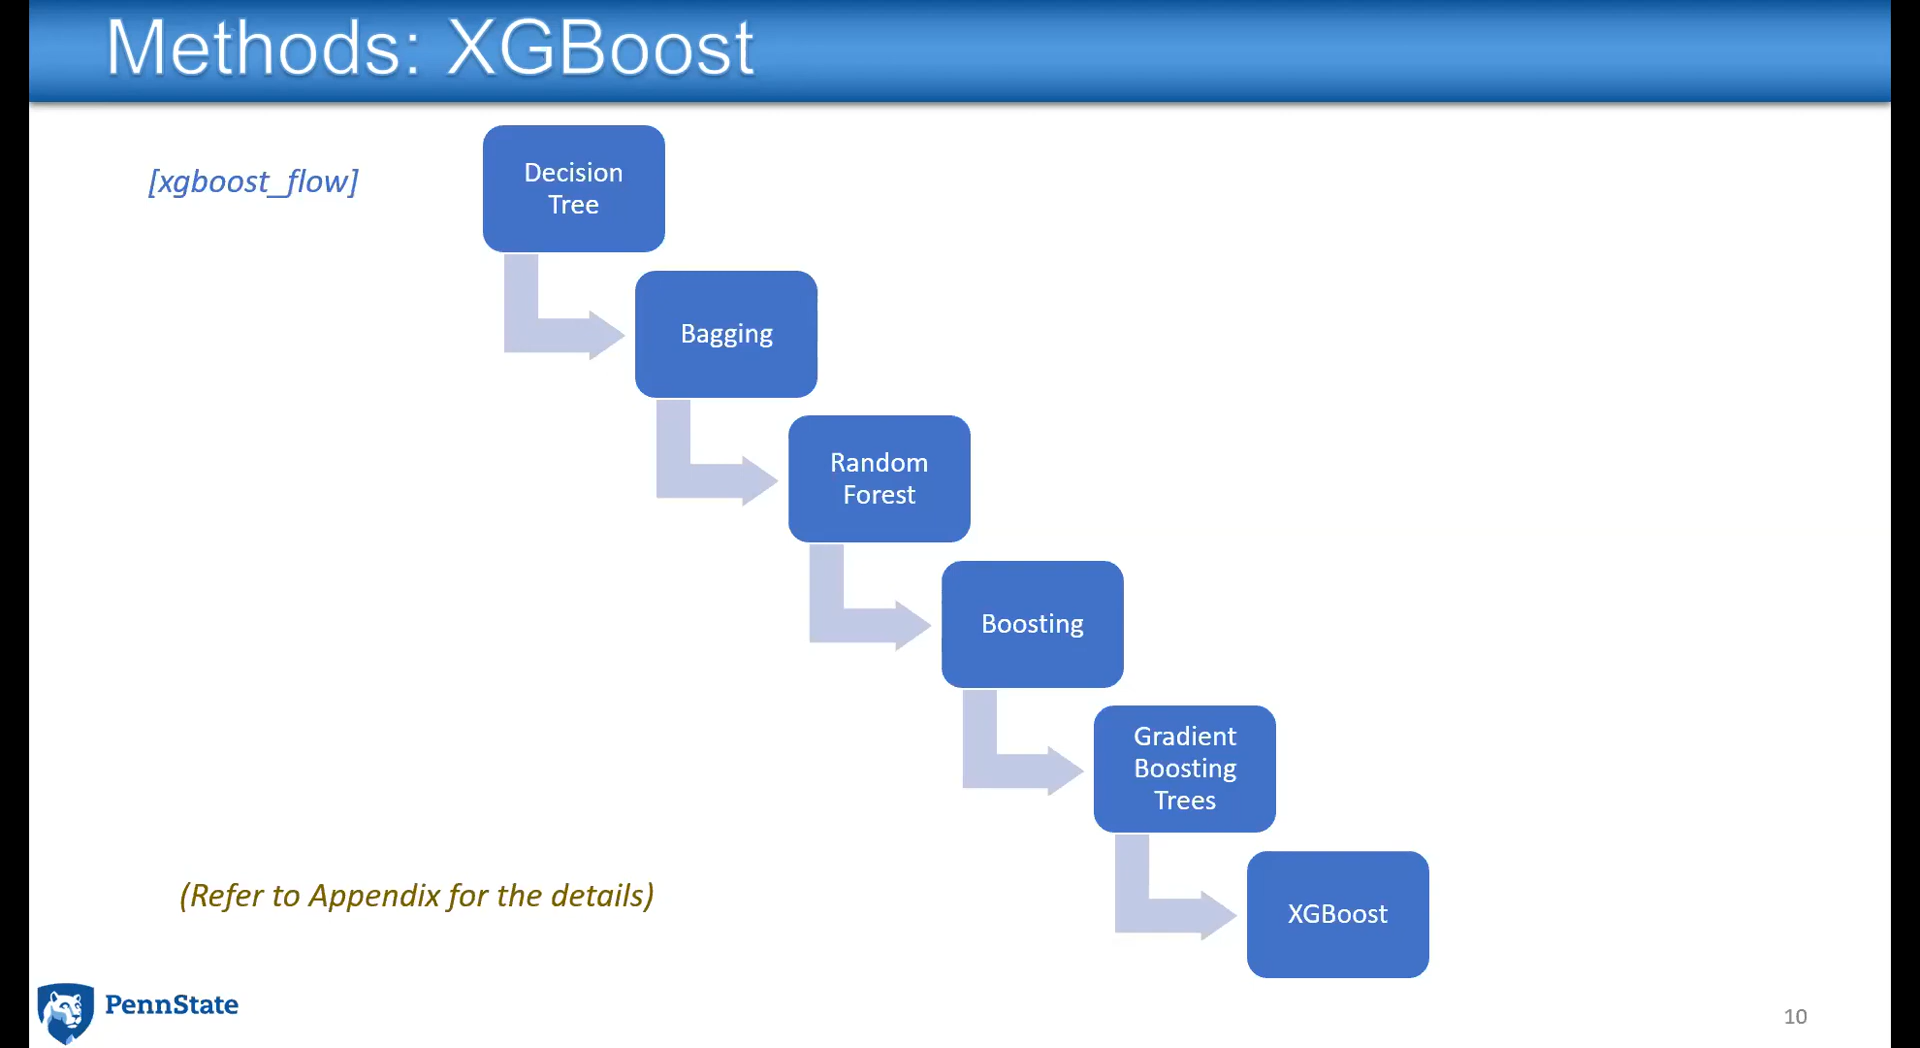 Methods: XGBoost
[xgboost_flow]
Decision
Tree
Bagging
Random
Forest
Boosting
Gradient
Boosting
Trees
XGBoost
(Refer to Appendix for the details)
PennState
10